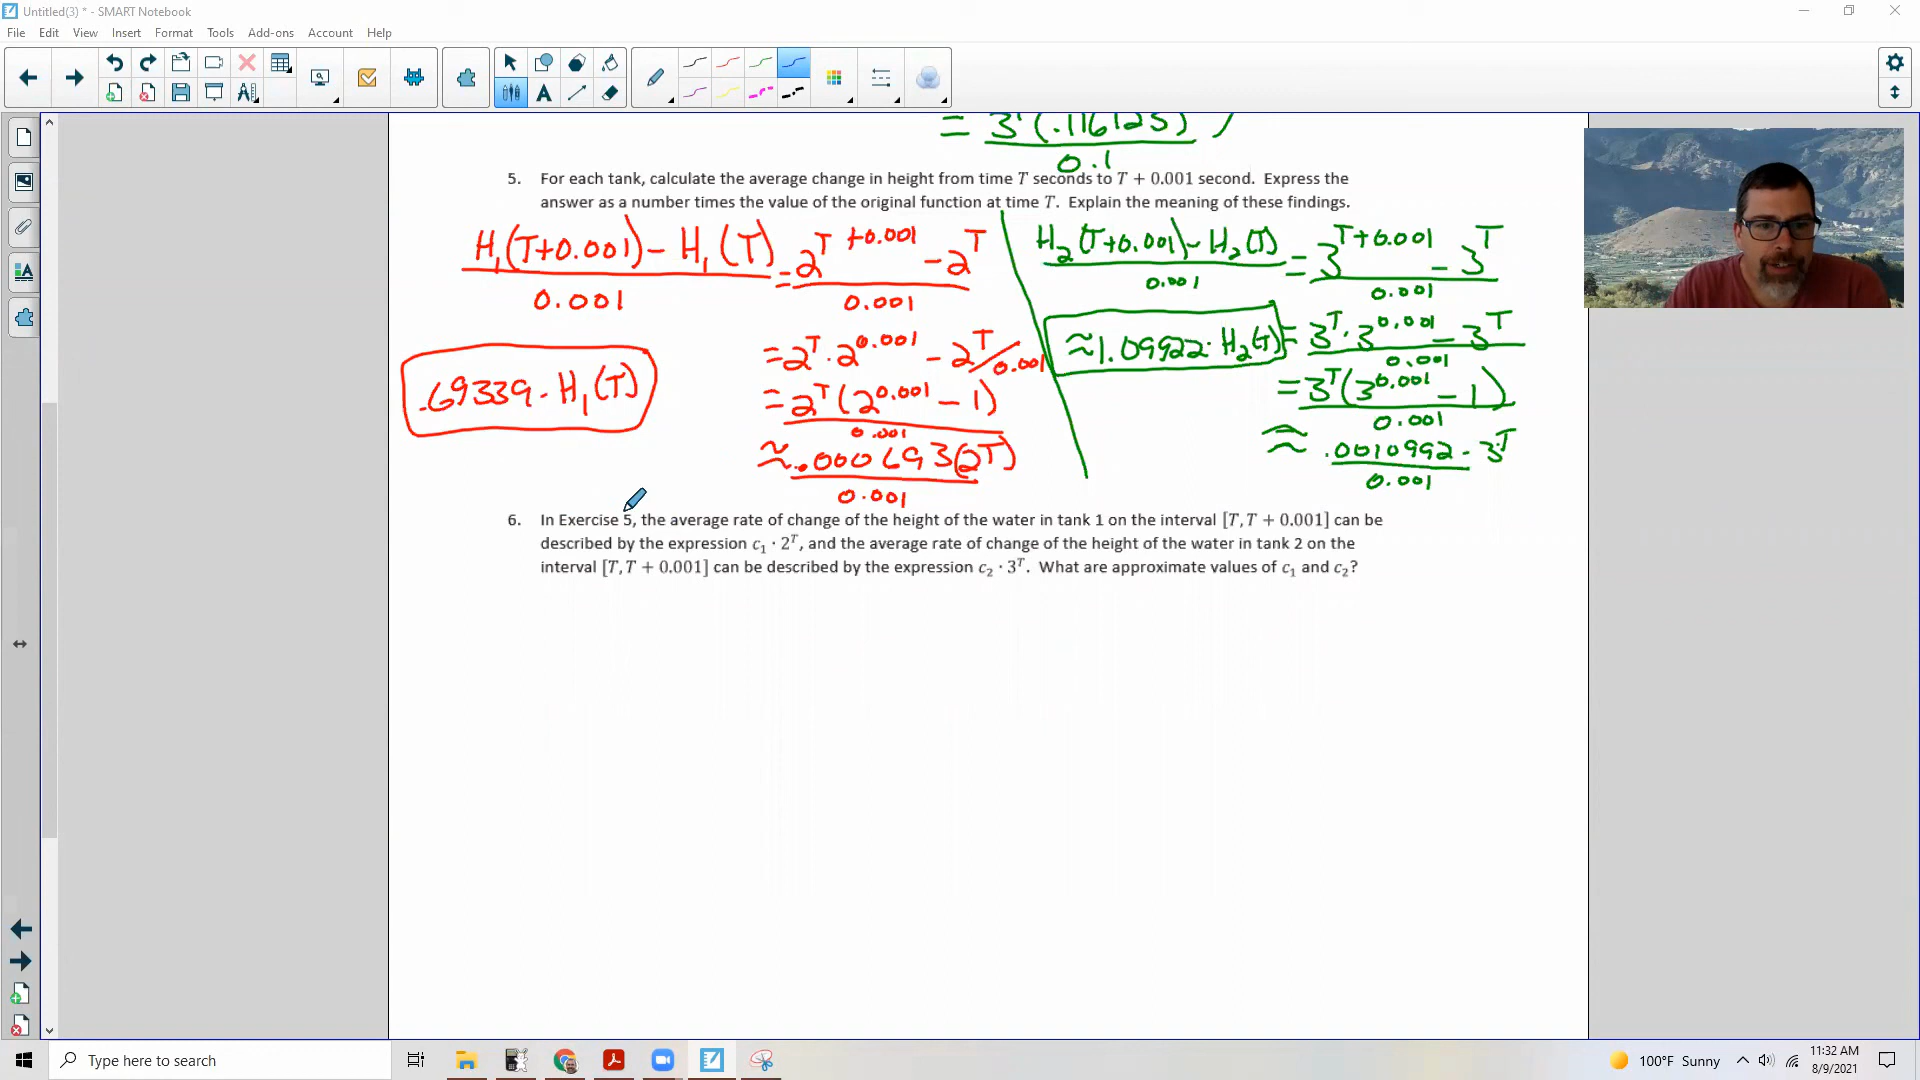 Untitled(3) * - SMART Notebook
File Edit View Insert Format Tools Add-ons Account Help
= 3^T(.116125)
0.1
5. For each tank, calculate the average change in height from time T seconds to T + 0.001 second. Express the
answer as a number times the value of the original function at time T. Explain the meaning of these findings.
H₁(T+0.001) - H₁(T) = 2^T+0.001 - 2^T
0.001 0.001
= 2^T · 2^0.001 - 2^T / 0.001
.69339 · H₁(T)
= 2^T (2^0.001 - 1)
0.001
≈ .000693(2^T)
0.001
H₂(T+0.001) - H₂(T) = 3^T+0.001 - 3^T
0.001 0.001
≈ 1.09922 · H₂(T) = 3^T · 3^0.001 - 3^T
0.001
= 3^T (3^0.001 - 1)
0.001
≈ .0010992 · 3^T
0.001
6. In Exercise 5, the average rate of change of the height of the water in tank 1 on the interval [T, T + 0.001] can be
described by the expression c₁ · 2^T, and the average rate of change of the height of the water in tank 2 on the
interval [T, T + 0.001] can be described by the expression c₂ · 3^T. What are approximate values of c₁ and c₂?
Type here to search
100°F Sunny
11:32 AM
8/9/2021